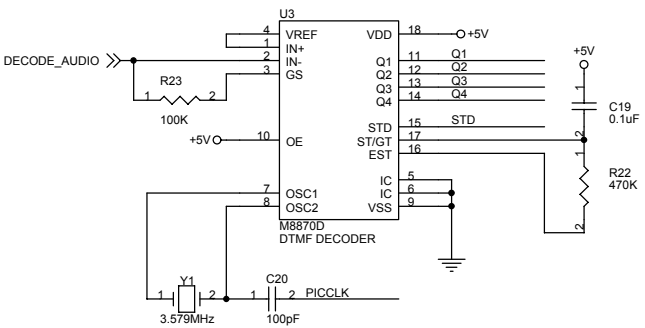 U3
4 VREF VDD 18 +5V
1 IN+
DECODE_AUDIO 2 IN- Q1 11 Q1
3 GS Q2 12 Q2
Q3 13 Q3
Q4 14 Q4
+5V
R23
1 2
100K
1
C19
0.1uF
2
STD 15 STD
+5V 10 OE ST/GT 17
EST 16
1
R22
470K
2
IC 5
7 OSC1 IC 6
8 OSC2 VSS 9
M8870D
DTMF DECODER
Y1
1 2
3.579MHz
C20
1 2 PICCLK
100pF